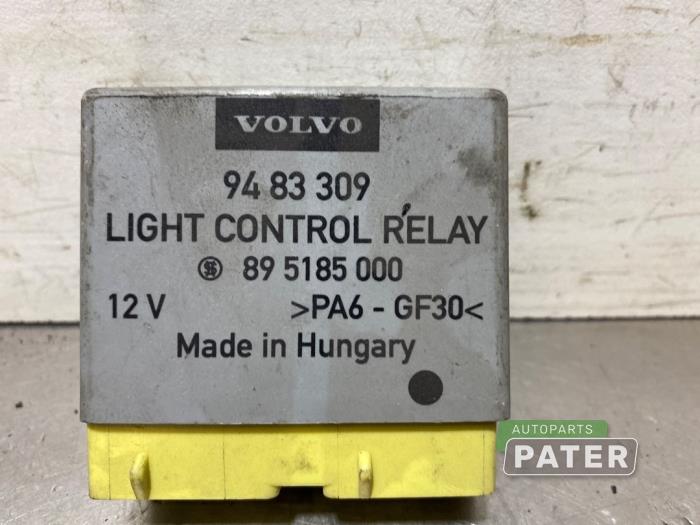 VOLVO
94 83 309
LIGHT CONTROL RELAY
89 5185 000
12 V >PA6 - GF30<
Made in Hungary
AUTOPARTS
PATER